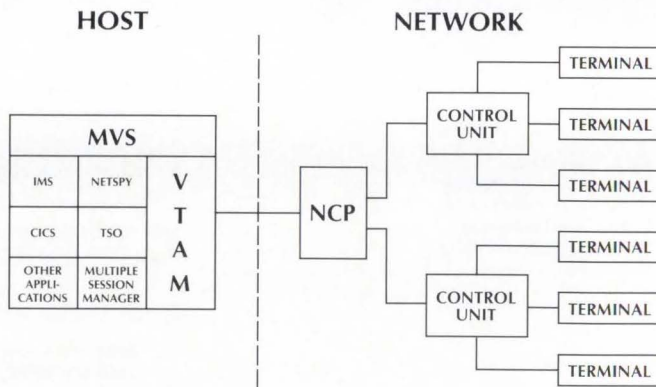 HOST
NETWORK
MVS
IMS
NETSPY
CICS
TSO
OTHER
APPLI-
CATIONS
MULTIPLE
SESSION
MANAGER
V
T
A
M
NCP
CONTROL
UNIT
CONTROL
UNIT
TERMINAL
TERMINAL
TERMINAL
TERMINAL
TERMINAL
TERMINAL